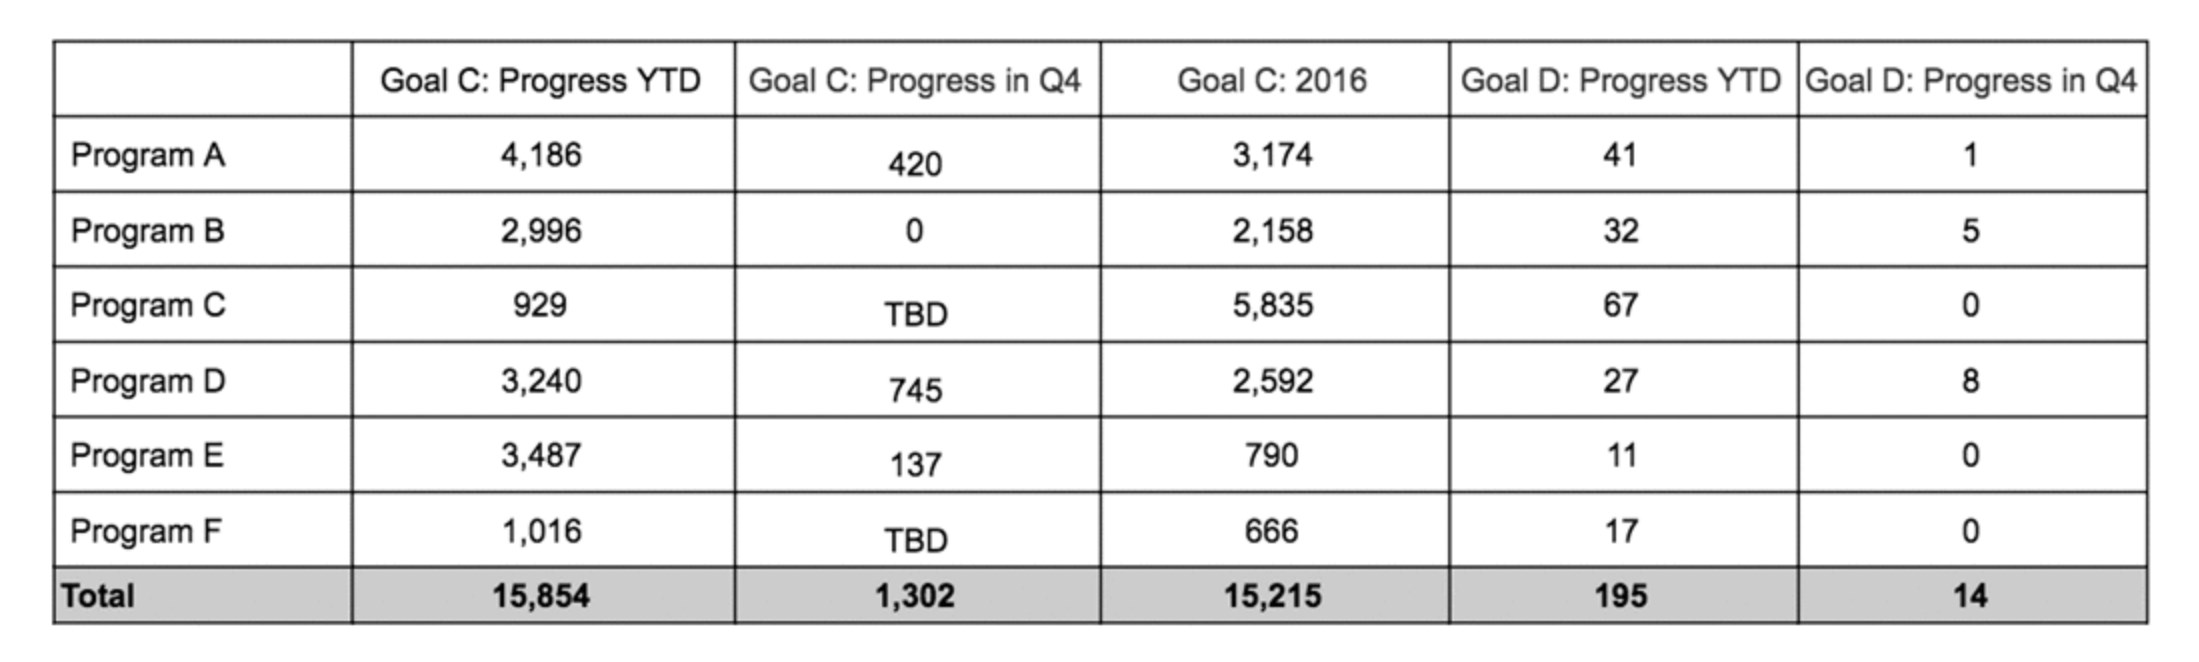 Goal C: Progress YTD Goal C: Progress in Q4 Goal C: 2016 Goal D: Progress YTD Goal D: Progress in Q4
Program A 4,186 420 3,174 41 1
Program B 2,996 0 2,158 32 5
Program C 929 TBD 5,835 67 0
Program D 3,240 745 2,592 27 8
Program E 3,487 137 790 11 0
Program F 1,016 TBD 666 17 0
Total 15,854 1,302 15,215 195 14